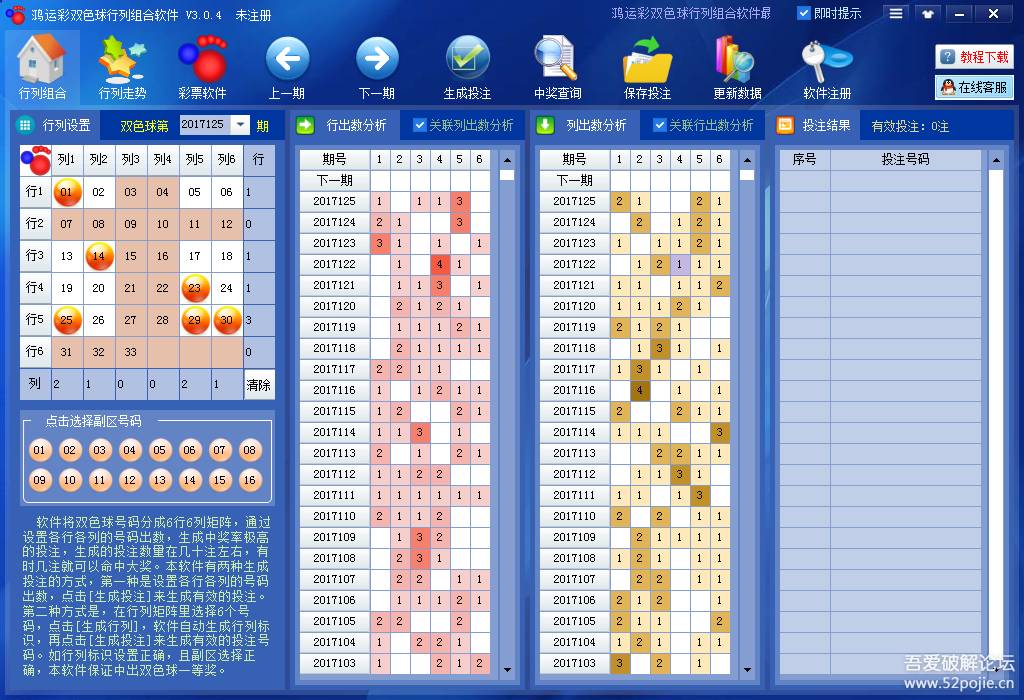 鸿运彩双色球行列组合软件 V3.0.4 未注册
鸿运彩双色球行列组合软件最
即时提示
行列组合 行列走势 彩票软件 上一期 下一期 生成投注 中奖查询 保存投注 更新数据 软件注册
教程下载
在线客服
行列设置 双色球第 2017125 期
列1 列2 列3 列4 列5 列6 行
行1 01 02 03 04 05 06 1
行2 07 08 09 10 11 12 0
行3 13 14 15 16 17 18 1
行4 19 20 21 22 23 24 1
行5 25 26 27 28 29 30 3
行6 31 32 33 0
列 2 1 0 0 2 1 清除
点击选择副区号码
01 02 03 04 05 06 07 08
09 10 11 12 13 14 15 16
软件将双色球号码分成6行6列矩阵，通过
设置各行各列的号码出数，生成中奖率极高
的投注，生成的投注数量在几十注左右，有
时几注就可以命中大奖。本软件有两种生成
投注的方式，第一种是设置各行各列的号码
出数，点击[生成投注]来生成有效的投注。
第二种方式是，在行列矩阵里选择6个号
码，点击[生成行列]，软件自动生成行列标
识，再点击[生成投注]来生成有效的投注号
码。如行列标识设置正确，且副区选择正
确，本软件保证中出双色球一等奖。
行出数分析 关联列出数分析
期号 1 2 3 4 5 6
下一期
2017125 1 1 1 3
2017124 2 1 3
2017123 3 1 1 1
2017122 1 4 1
2017121 1 1 3 1
2017120 2 1 2 1
2017119 1 1 1 2 1
2017118 2 1 1 1 1
2017117 2 2 1 1
2017116 1 1 2 1 1
2017115 1 2 2 1
2017114 1 1 3 1
2017113 2 1 2 1
2017112 1 1 2 2
2017111 1 1 1 1 1 1
2017110 2 1 1 2
2017109 1 3 2
2017108 2 3 1
2017107 2 2 1 1
2017106 1 1 1 2 1
2017105 2 2 2
2017104 1 2 2 1
2017103 1 2 1 2
列出数分析 关联行出数分析
期号 1 2 3 4 5 6
下一期
2017125 2 1 2 1
2017124 2 1 2 1
2017123 1 1 1 2 1
2017122 1 2 1 1 1
2017121 1 1 1 1 2
2017120 1 1 1 2 1
2017119 2 1 2 1
2017118 1 3 1 1
2017117 1 3 1 1
2017116 4 1 1
2017115 2 2 1 1
2017114 1 1 1 3
2017113 2 2 1 1
2017112 1 1 3 1
2017111 1 1 1 3
2017110 2 2 1 1
2017109 2 1 1 1 1
2017108 1 2 1 1 1
2017107 2 2 1 1
2017106 2 1 2 1
2017105 2 1 1 2
2017104 1 2 1 1 1
2017103 3 2 1
投注结果 有效投注：0注
序号 投注号码
吾爱破解论坛
www.52pojie.cn